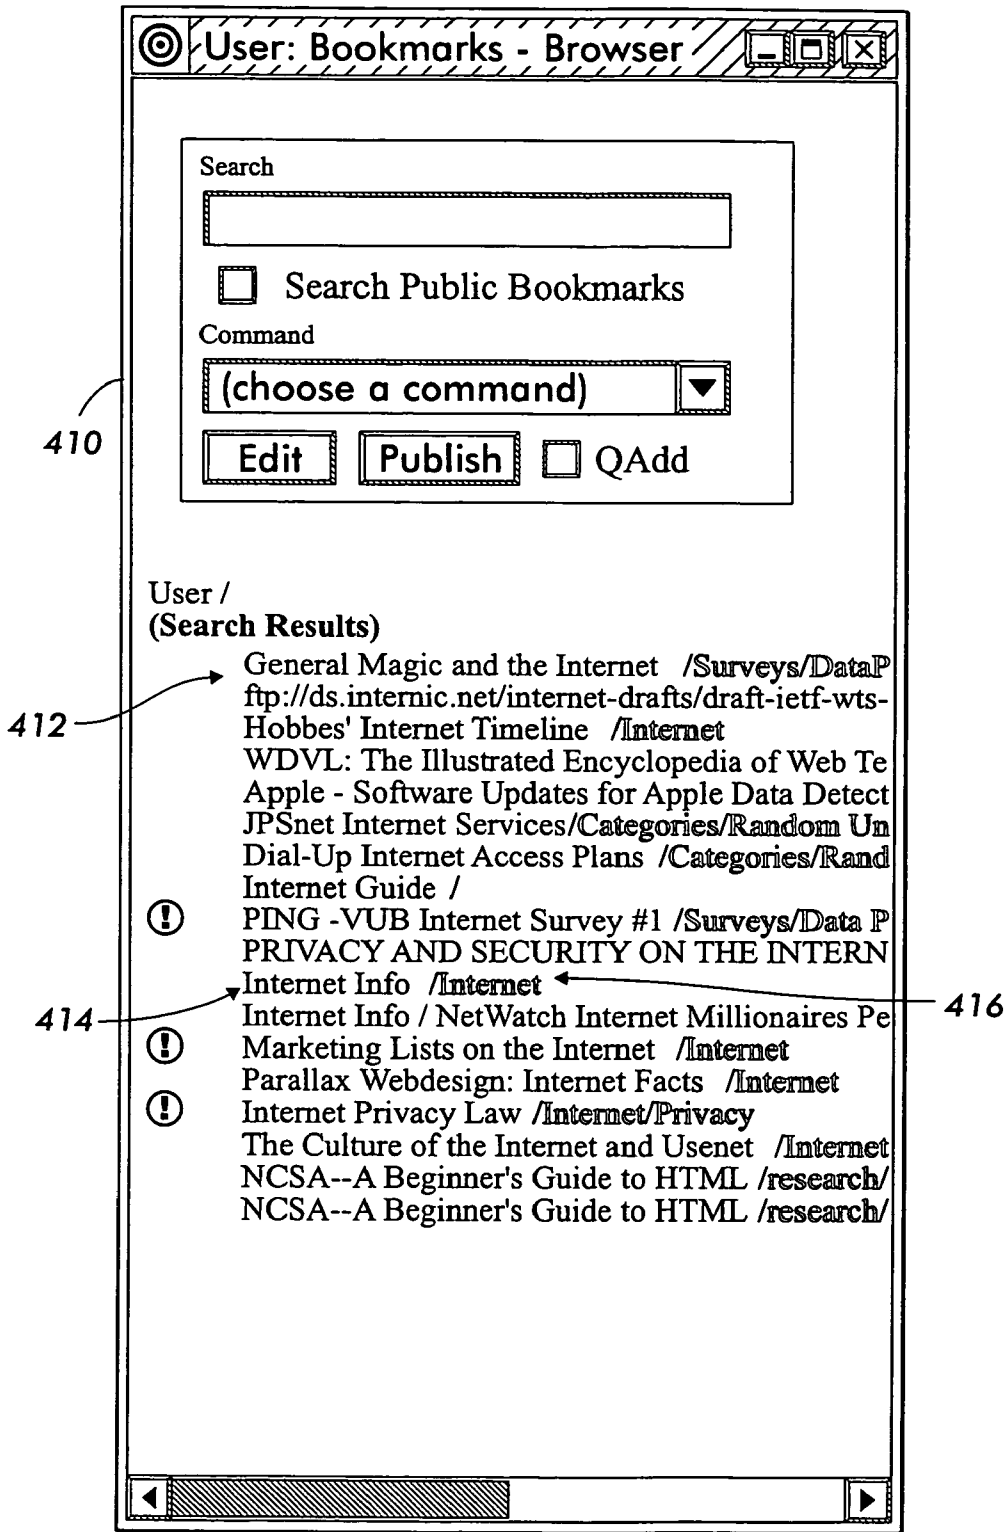 User: Bookmarks - Browser
Search
Search Public Bookmarks
Command
(choose a command)
410
Edit Publish QAdd
User /
(Search Results)
General Magic and the Internet /Surveys/DataP
412
ftp://ds.internic.net/internet-drafts/draft-ietf-wts-
Hobbes' Internet Timeline /Internet
WDVL: The Illustrated Encyclopedia of Web Te
Apple - Software Updates for Apple Data Detect
JPSnet Internet Services/Categories/Random Un
Dial-Up Internet Access Plans /Categories/Rand
Internet Guide /
PING -VUB Internet Survey #1 /Surveys/Data P
PRIVACY AND SECURITY ON THE INTERN
Internet Info /Internet
414
416
Internet Info / NetWatch Internet Millionaires Pe
Marketing Lists on the Internet /Internet
Parallax Webdesign: Internet Facts /Internet
Internet Privacy Law /Internet/Privacy
The Culture of the Internet and Usenet /Internet
NCSA--A Beginner's Guide to HTML /research/
NCSA--A Beginner's Guide to HTML /research/